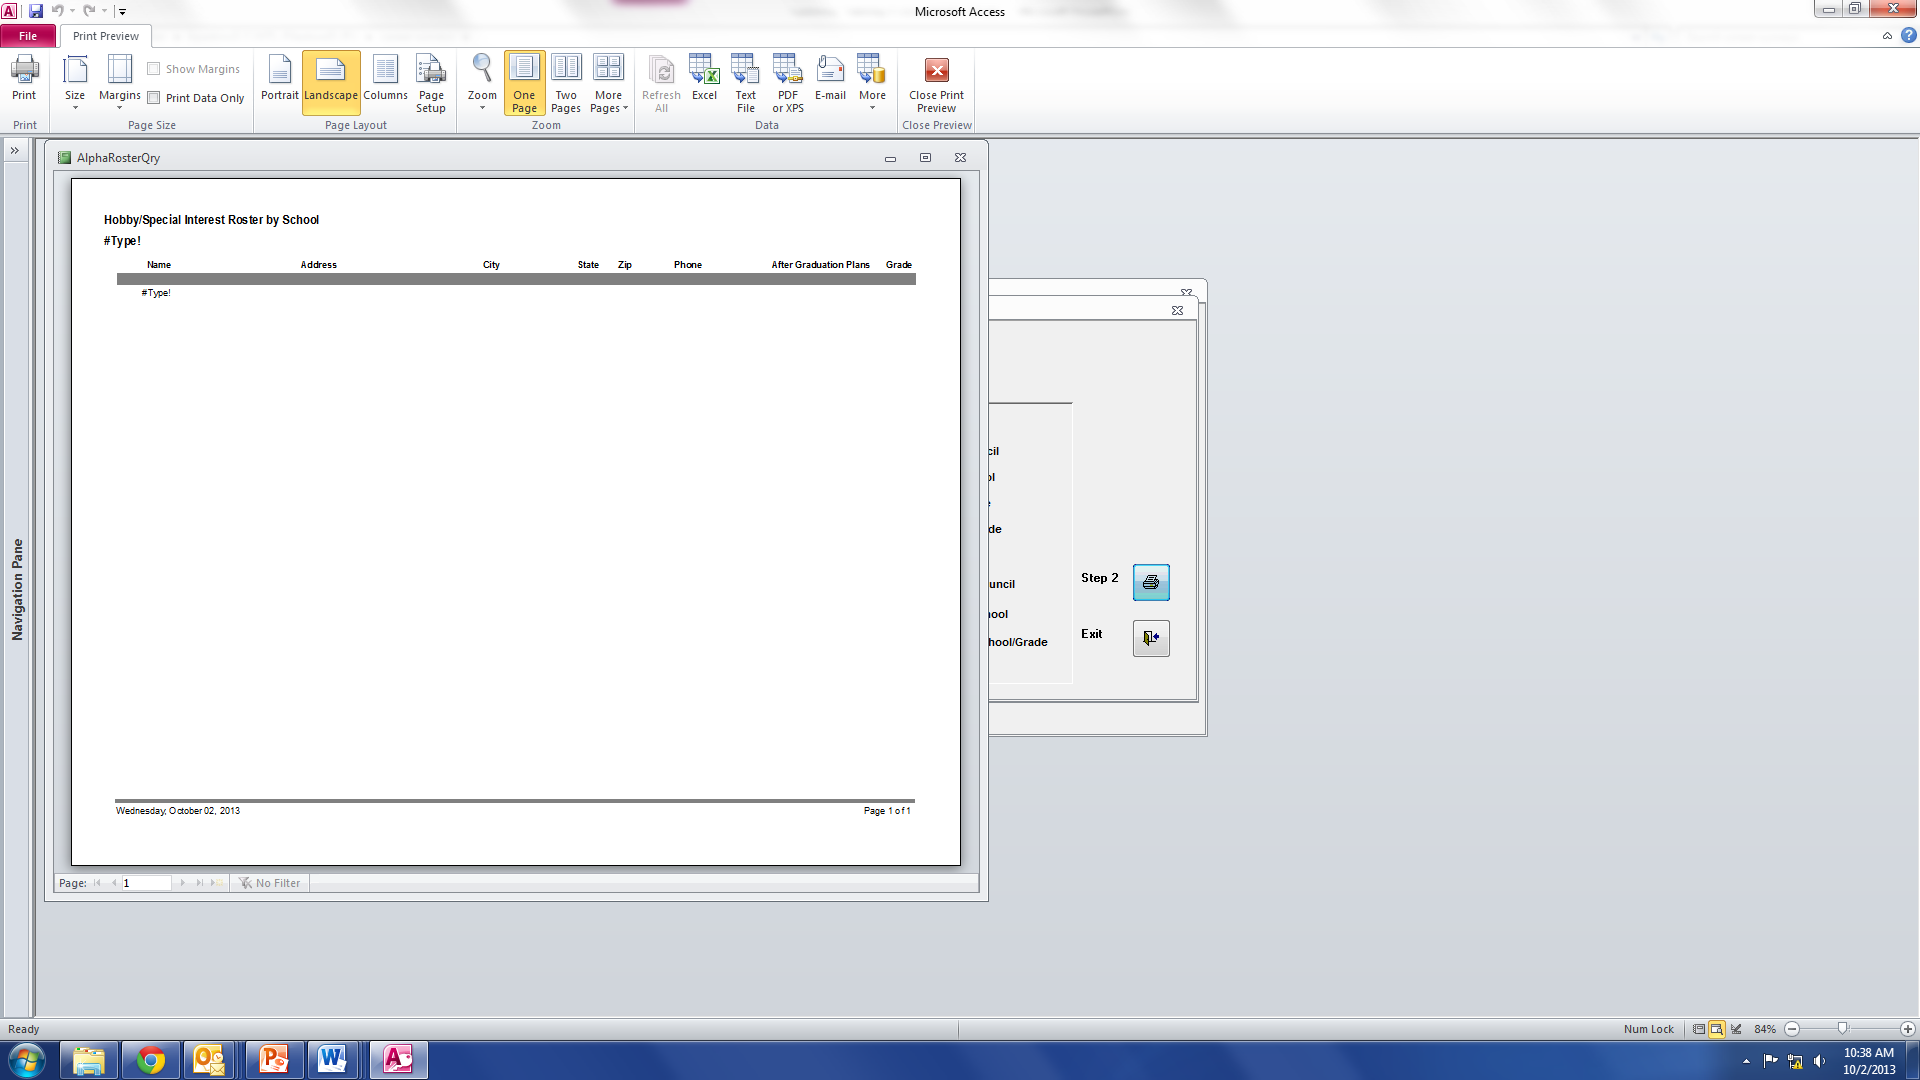 Microsoft Access
File
Print Preview
Print
Size
Margins
Show Margins
Print Data Only
Portrait
Landscape
Columns
Page Setup
Zoom
One Page
Two Pages
More Pages
Refresh All
Excel
Text File
PDF or XPS
E-mail
More
Close Print Preview
Print
Page Size
Page Layout
Zoom
Data
Close Preview
Navigation Pane
AlphaRosterQry
Hobby/Special Interest Roster by School
#Type!
Name Address City State Zip Phone After Graduation Plans Grade
#Type!
Wednesday, October 02, 2013 Page 1 of 1
Page: 1 No Filter
cil
ol
de
uncil
hool
hool/Grade
Step 2
Exit
Ready
Num Lock
84%
10:38 AM
10/2/2013